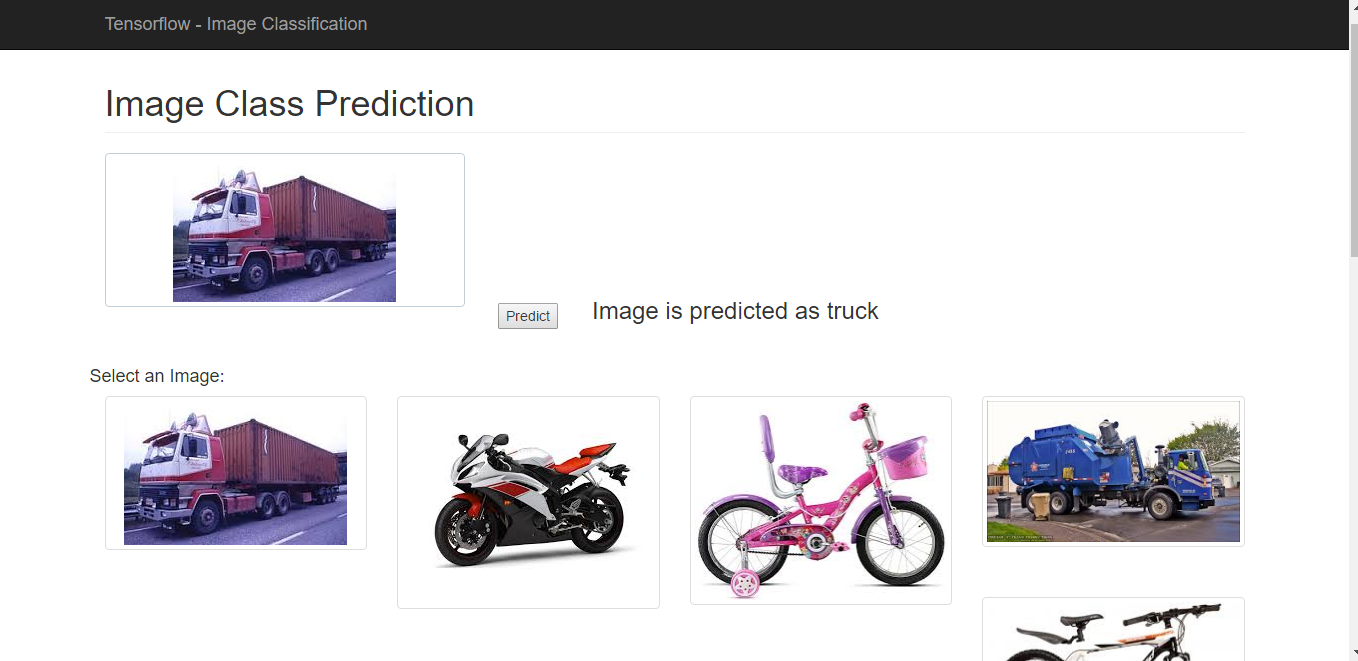 Tensorflow - Image Classification
Image Class Prediction
Predict
Image is predicted as truck
Select an Image: